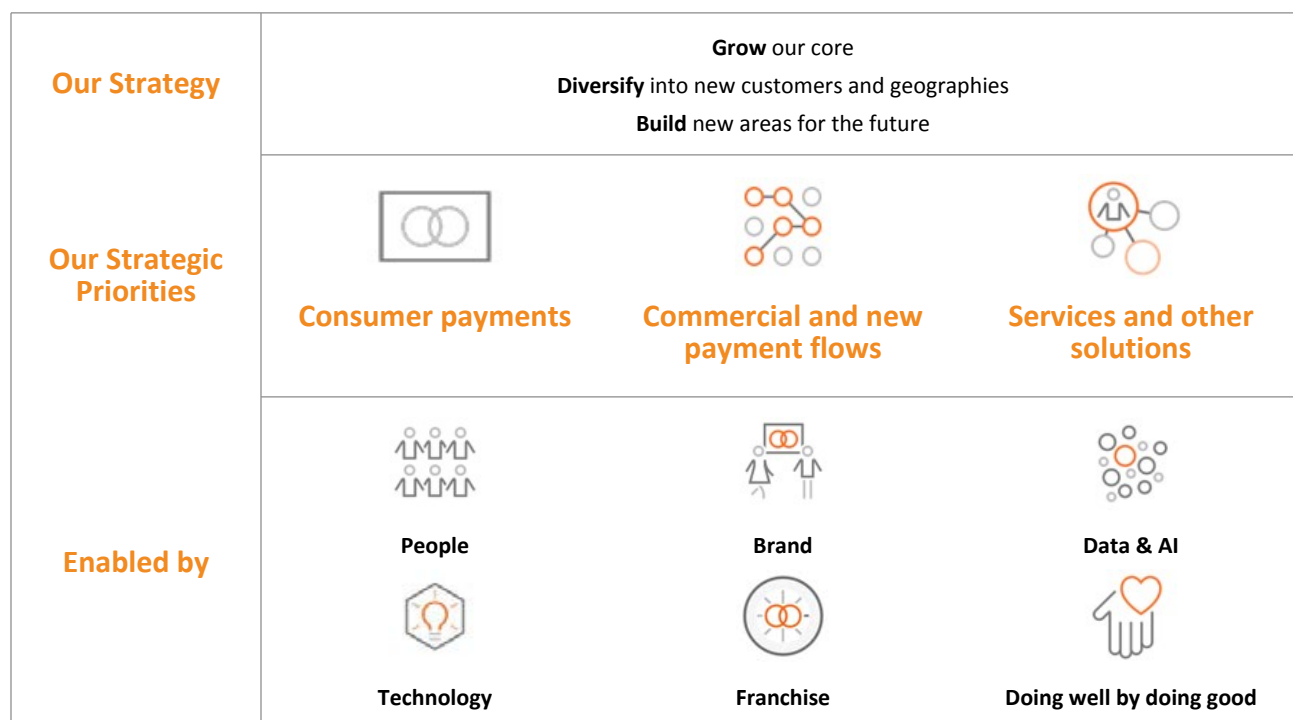 Our Strategy
Grow our core
Diversify into new customers and geographies
Build new areas for the future
Our Strategic
Priorities
Consumer payments
Commercial and new
payment flows
Services and other
solutions
Enabled by
People
Brand
Data & AI
Technology
Franchise
Doing well by doing good